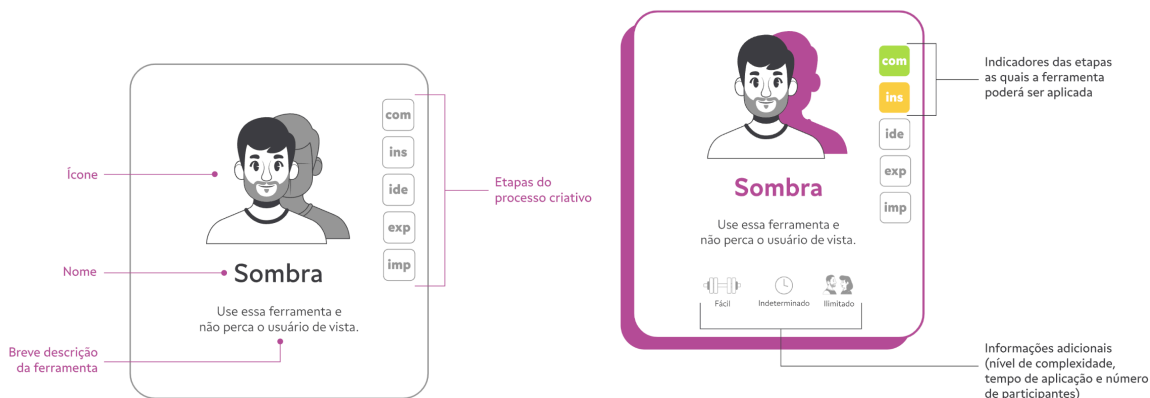 Ícone
Nome
Breve descrição
da ferramenta
com
ins
ide
exp
imp
Sombra
Use essa ferramenta e
não perca o usuário de vista.
Etapas do
processo criativo
com
ins
ide
exp
imp
Sombra
Use essa ferramenta e
não perca o usuário de vista.
Fácil
Indeterminado
Ilimitado
Indicadores das etapas
as quais a ferramenta
poderá ser aplicada
Informações adicionais
(nível de complexidade,
tempo de aplicação e número
de participantes)